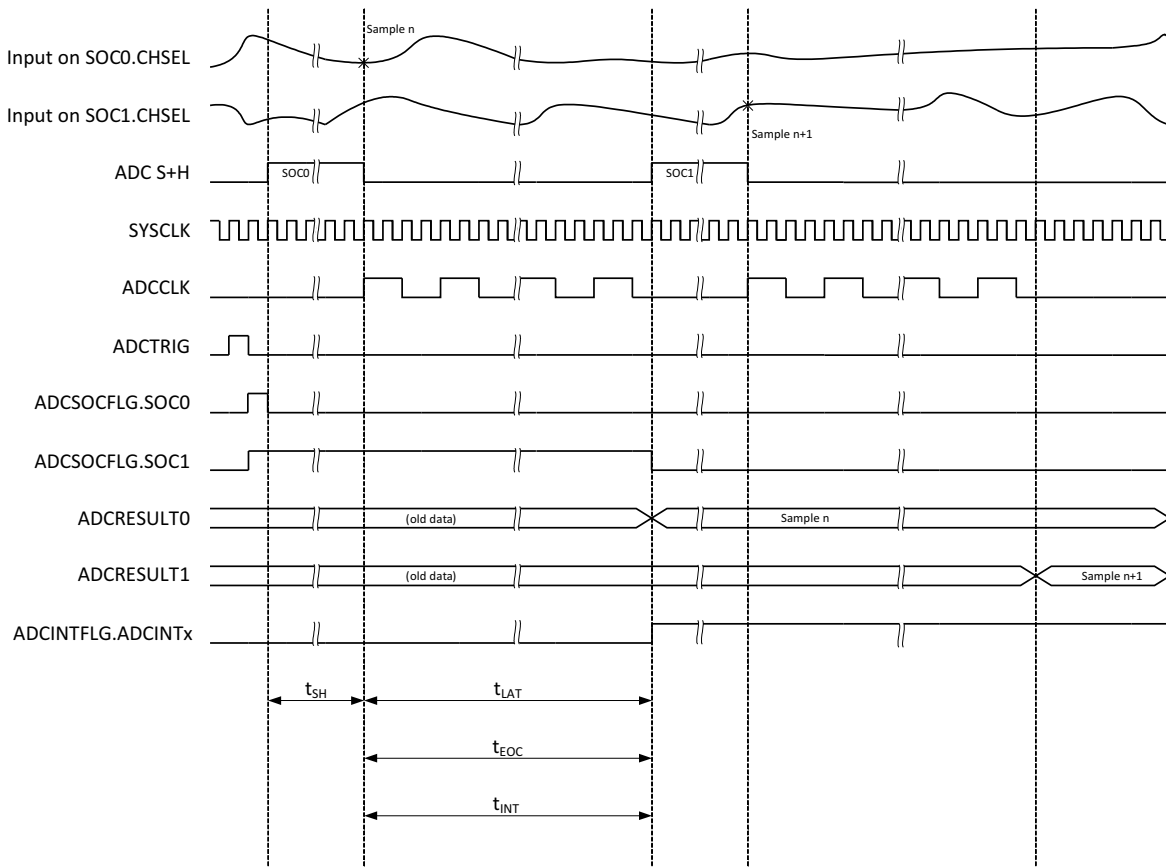 Sample n
Input on SOC0.CHSEL
Input on SOC1.CHSEL
Sample n+1
ADC S+H
SOC0
SOC1
SYSCLK
ADCCLK
ADCTRIG
ADCSOCFLG.SOC0
ADCSOCFLG.SOC1
ADCRESULT0
(old data)
Sample n
ADCRESULT1
(old data)
Sample n+1
ADCINTFLG.ADCINTx
tSH
tLAT
tEOC
tINT